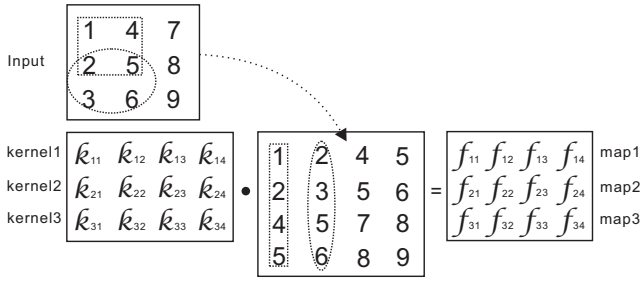 1 4 7
Input
2 5 8
3 6 9
kernel1 k11 k12 k13 k14 1 2 4 5 f11 f12 f13 f14 map1
kernel2 k21 k22 k23 k24 • 2 3 5 6 = f21 f22 f23 f24 map2
kernel3 k31 k32 k33 k34 4 5 7 8 f31 f32 f33 f34 map3
5 6 8 9